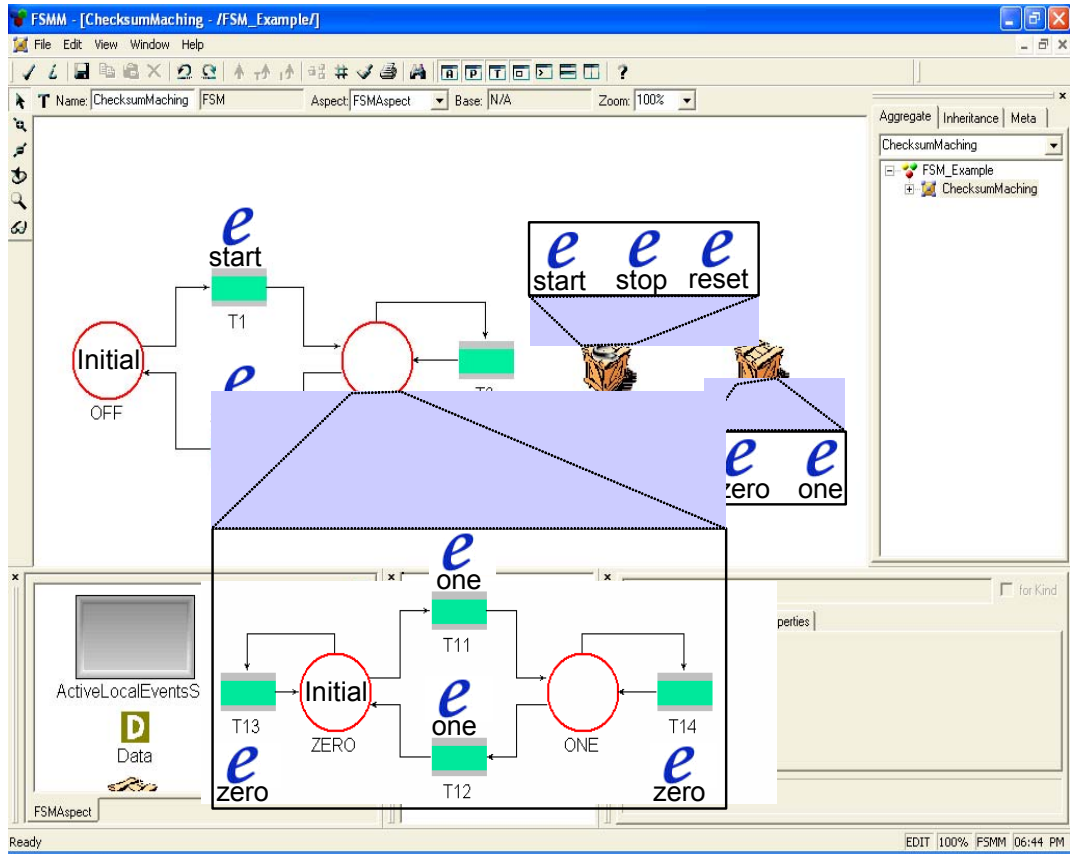 FSMM - [ChecksumMaching - /FSM_Example/]
File Edit View Window Help
Name: ChecksumMaching FSM Aspect: FSMAspect Base: N/A Zoom: 100%
Aggregate Inheritance Meta
ChecksumMaching
FSM_Example
ChecksumMaching
e
start
T1
e e e
start stop reset
Initial
OFF
e
e e
zero one
e
one
T11
T13
Initial
ZERO
e
one
T12
ONE
T14
e
zero
e
zero
ActiveLocalEventsS
D
Data
FSMAspect
for Kind
perties
Ready
EDIT 100% FSMM 06:44 PM